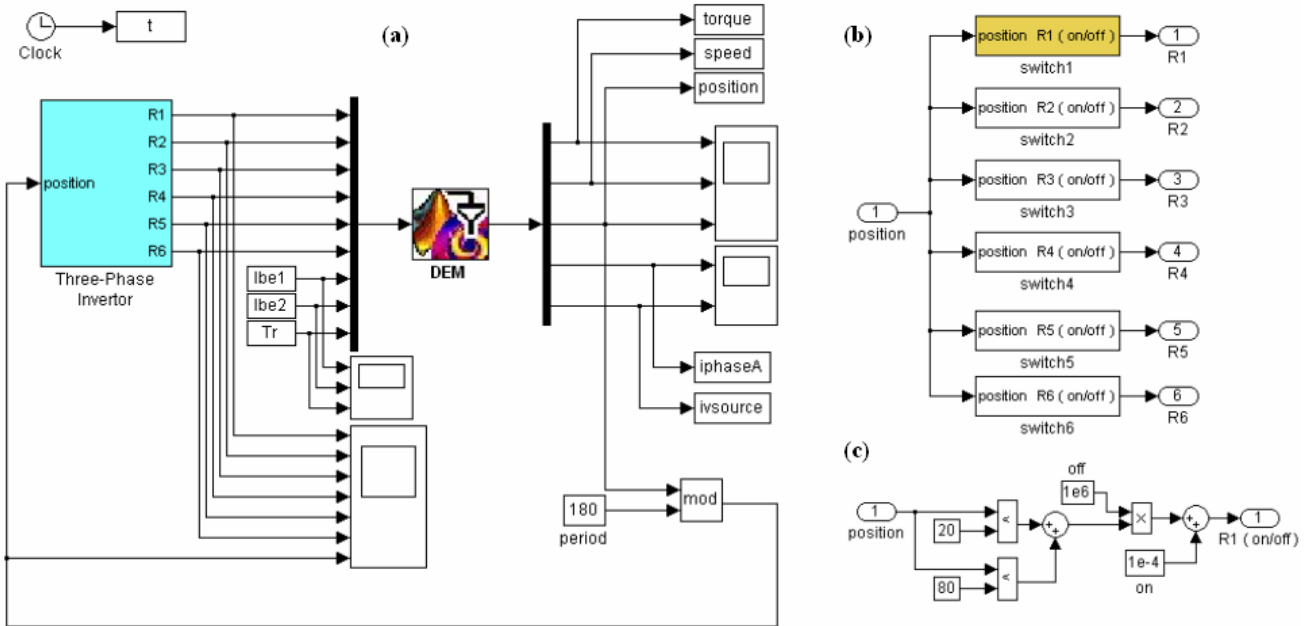 (a)
Clock
t
torque
speed
position
position
R1
R2
R3
R4
R5
R6
Three-Phase
Invertor
Ibe1
Ibe2
Tr
DEM
iphaseA
ivsource
180
period
mod
(b)
1
position
position R1 ( on/off )
switch1
1
R1
position R2 ( on/off )
switch2
2
R2
position R3 ( on/off )
switch3
3
R3
position R4 ( on/off )
switch4
4
R4
position R5 ( on/off )
switch5
5
R5
position R6 ( on/off )
switch6
6
R6
(c)
1
position
20
<
80
<
+
+
off
1e6
×
+
+
1e-4
on
1
R1 ( on/off )